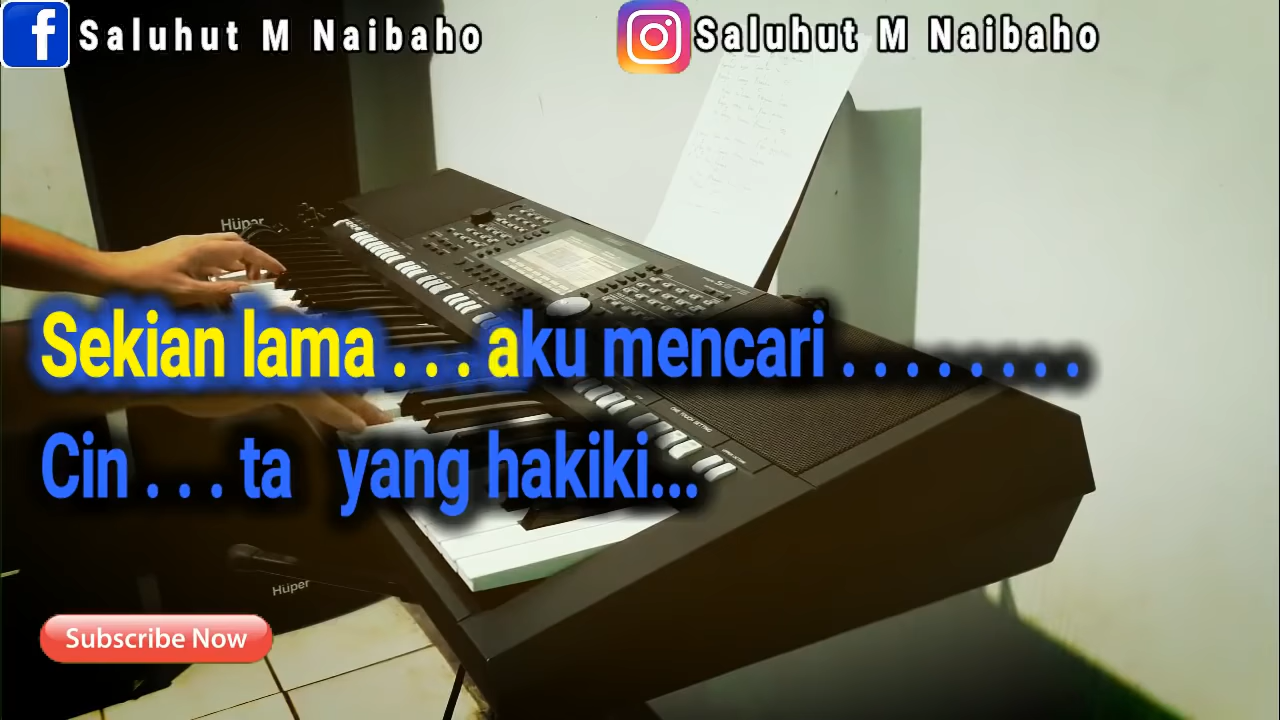 Saluhut M Naibaho
Saluhut M Naibaho
Hüper
Sekian lama . . . aku mencari . . . . . . . .
Cin . . . ta yang hakiki...
Hüper
Subscribe Now